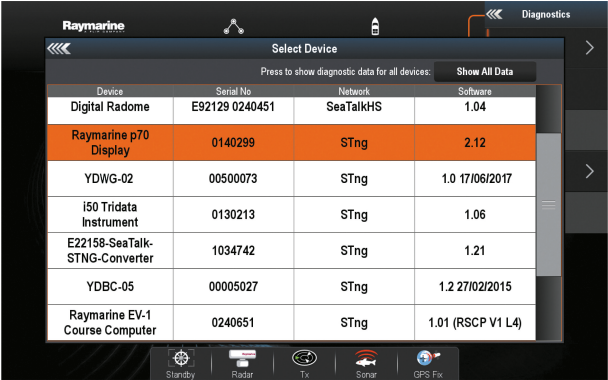 Raymarine
Diagnostics
Select Device
Press to show diagnostic data for all devices: Show All Data
Device Serial No Network Software
Digital Radome E92129 0240451 SeaTalkHS 1.04
Raymarine p70
Display 0140299 STng 2.12
YDWG-02 00500073 STng 1.0 17/06/2017
i50 Tridata
Instrument 0130213 STng 1.06
E22158-SeaTalk-
STNG-Converter 1034742 STng 1.21
YDBC-05 00005027 STng 1.2 27/02/2015
Raymarine EV-1
Course Computer 0240651 STng 1.01 (RSCP V1 L4)
Standby Radar Tx Sonar GPS Fix